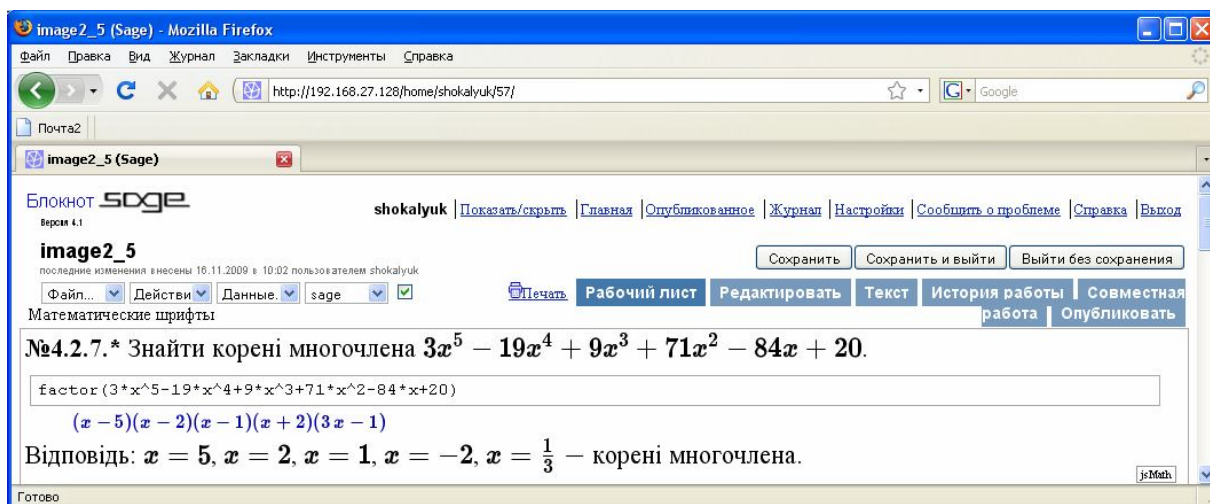 image2_5 (Sage) - Mozilla Firefox
Файл Правка Вид Журнал Закладки Инструменты Справка
http://192.168.27.128/home/shokalyuk/57/ Google
Почта2
image2_5 (Sage)
Блокнот SAGE
Версия 4.1
shokalyuk | Показать/скрыть | Главная | Опубликованное | Журнал | Настройки | Сообщить о проблеме | Справка | Выход
image2_5
последние изменения внесены 16.11.2009 в 10:02 пользователем shokalyuk
Сохранить Сохранить и выйти Выйти без сохранения
Файл... Действи Данные. sage Печать Рабочий лист Редактировать Текст История работы Совместная
Математические шрифты работа Опубликовать
№4.2.7.* Знайти корені многочлена 3x^5 − 19x^4 + 9x^3 + 71x^2 − 84x + 20.
factor(3*x^5-19*x^4+9*x^3+71*x^2-84*x+20)
(x − 5)(x − 2)(x − 1)(x + 2)(3 x − 1)
Відповідь: x = 5, x = 2, x = 1, x = −2, x = 1/3 − корені многочлена.
jsMath
Готово